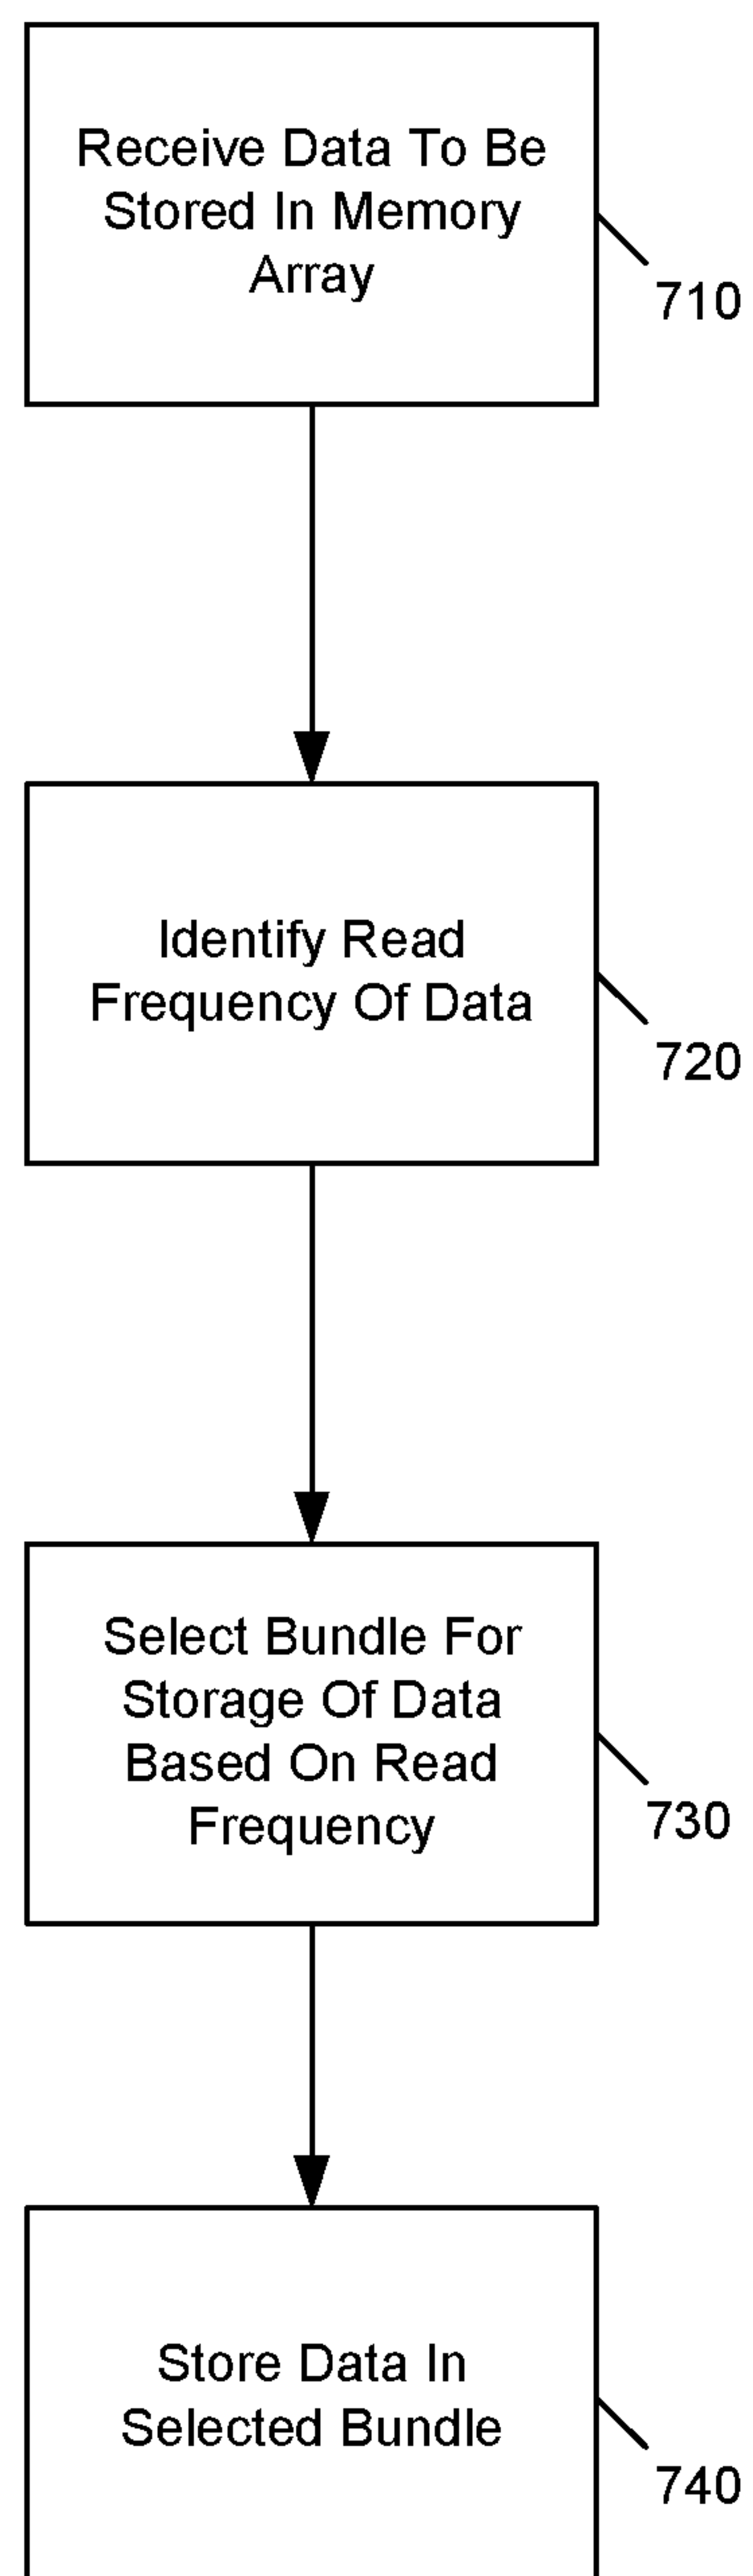 Receive Data To Be
Stored In Memory
Array
710
Identify Read
Frequency Of Data
720
Select Bundle For
Storage Of Data
Based On Read
Frequency
730
Store Data In
Selected Bundle
740